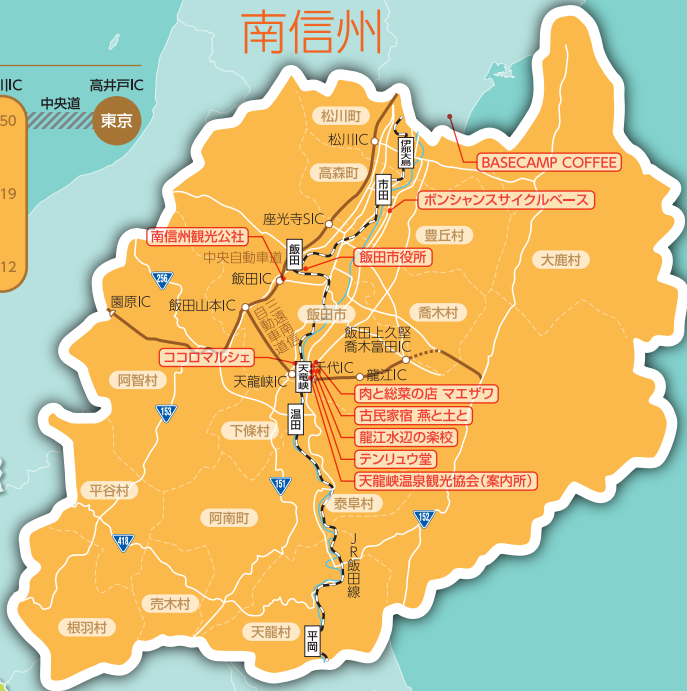 南信州
川IC
中央道
高井戸IC
50
東京
19
12
松川町
松川IC
伊那大島
高森町
市田
BASECAMP COFFEE
ボンシャンスサイクルベース
座光寺SIC
南信州観光公社
飯田
中央自動車道
飯田市役所
豊丘村
大鹿村
256
飯田IC
園原IC
飯田山本IC
三遠南信
自動車道
飯田市
喬木村
飯田上久堅
喬木富田IC
ココロマルシェ
天龍峡IC
天竜峡
千代IC
龍江IC
阿智村
肉と総菜の店 マエザワ
古民家宿 燕と土と
153
温田
下條村
龍江水辺の楽校
テンリュウ堂
天龍峡温泉観光協会(案内所)
151
平谷村
泰阜村
阿南町
152
418
JR飯田線
売木村
根羽村
天龍村
平岡